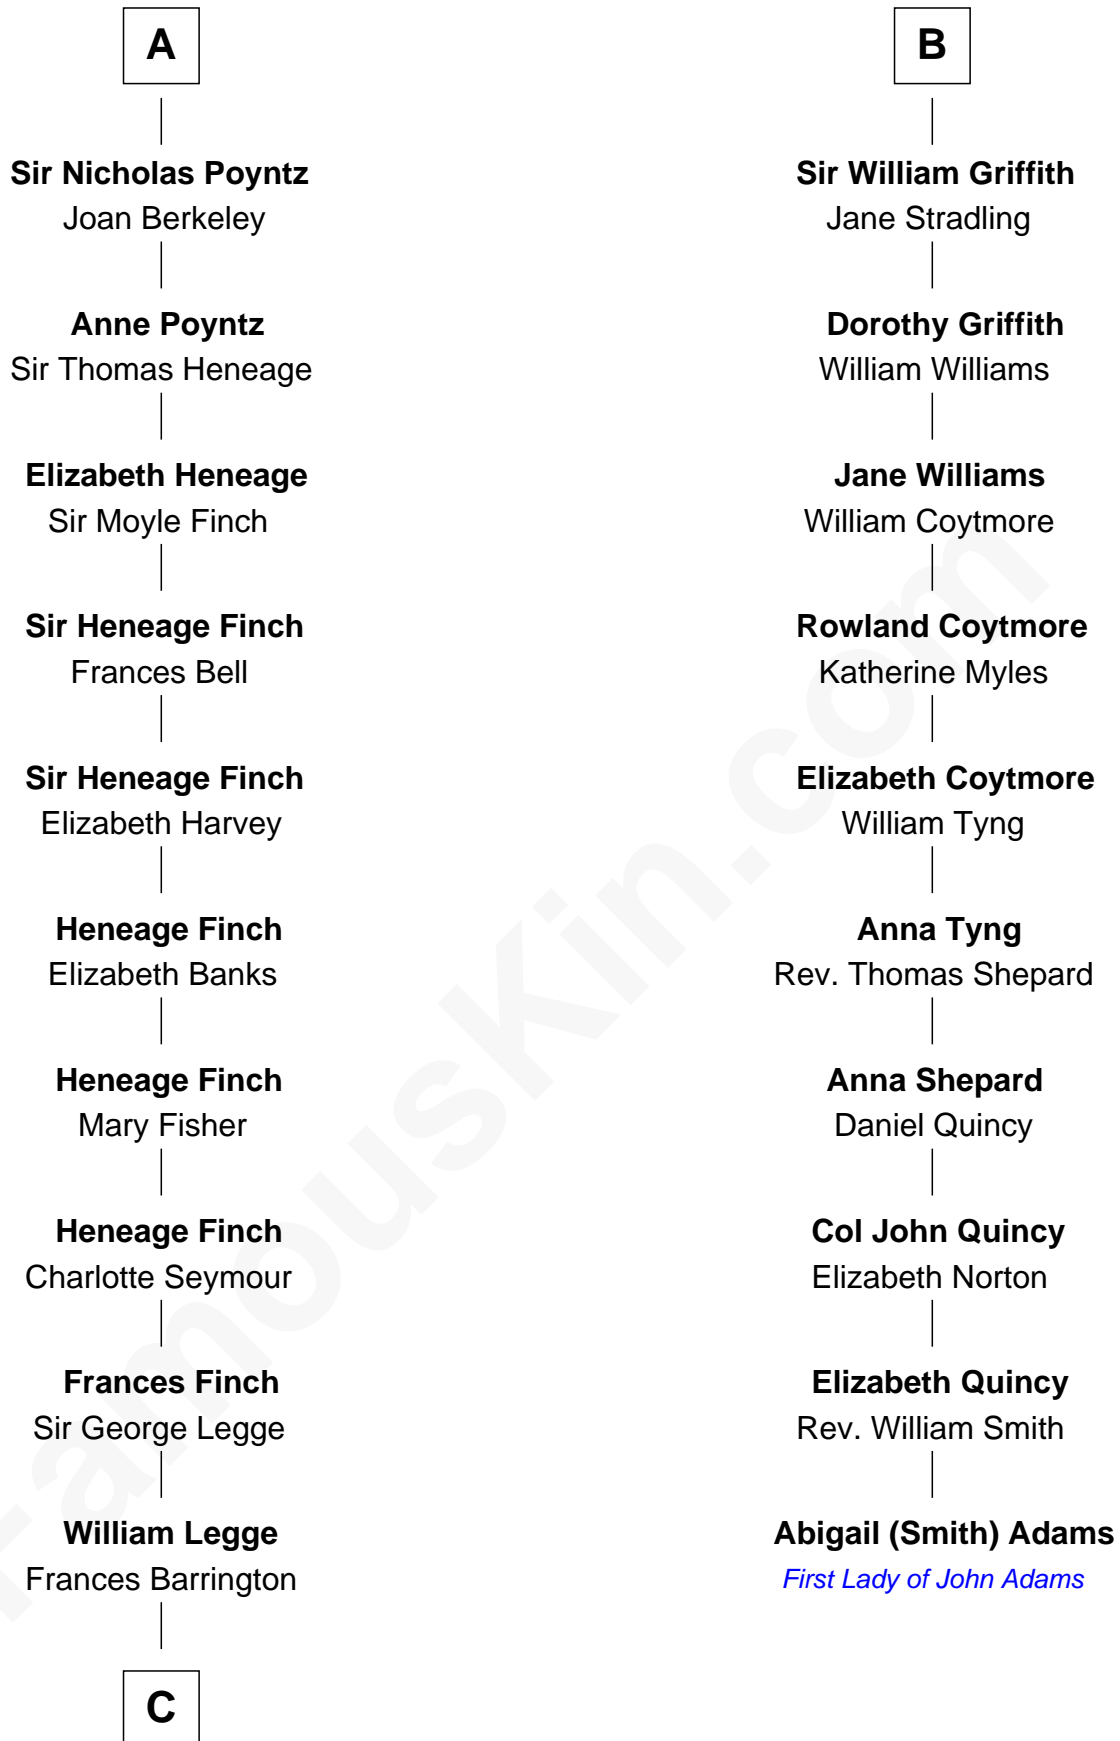 A
Sir Nicholas Poyntz
Joan Berkeley
Anne Poyntz
Sir Thomas Heneage
Elizabeth Heneage
Sir Moyle Finch
Sir Heneage Finch
Frances Bell
Sir Heneage Finch
Elizabeth Harvey
Heneage Finch
Elizabeth Banks
Heneage Finch
Mary Fisher
Heneage Finch
Charlotte Seymour
Frances Finch
Sir George Legge
William Legge
Frances Barrington
C
B
Sir William Griffith
Jane Stradling
Dorothy Griffith
William Williams
Jane Williams
William Coytmore
Rowland Coytmore
Katherine Myles
Elizabeth Coytmore
William Tyng
Anna Tyng
Rev. Thomas Shepard
Anna Shepard
Daniel Quincy
Col John Quincy
Elizabeth Norton
Elizabeth Quincy
Rev. William Smith
Abigail (Smith) Adams
First Lady of John Adams
FamousKin.com